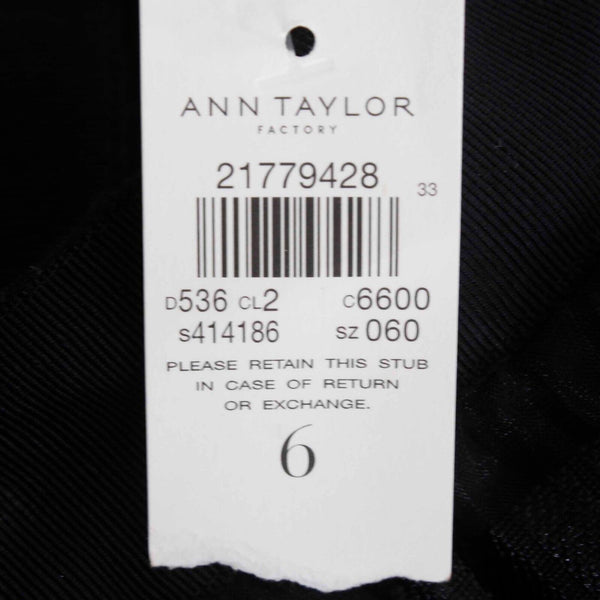 ANN TAYLOR
FACTORY
21779428
33
D536 CL2 C6600
S414186 SZ 060
PLEASE RETAIN THIS STUB
IN CASE OF RETURN
OR EXCHANGE.
6